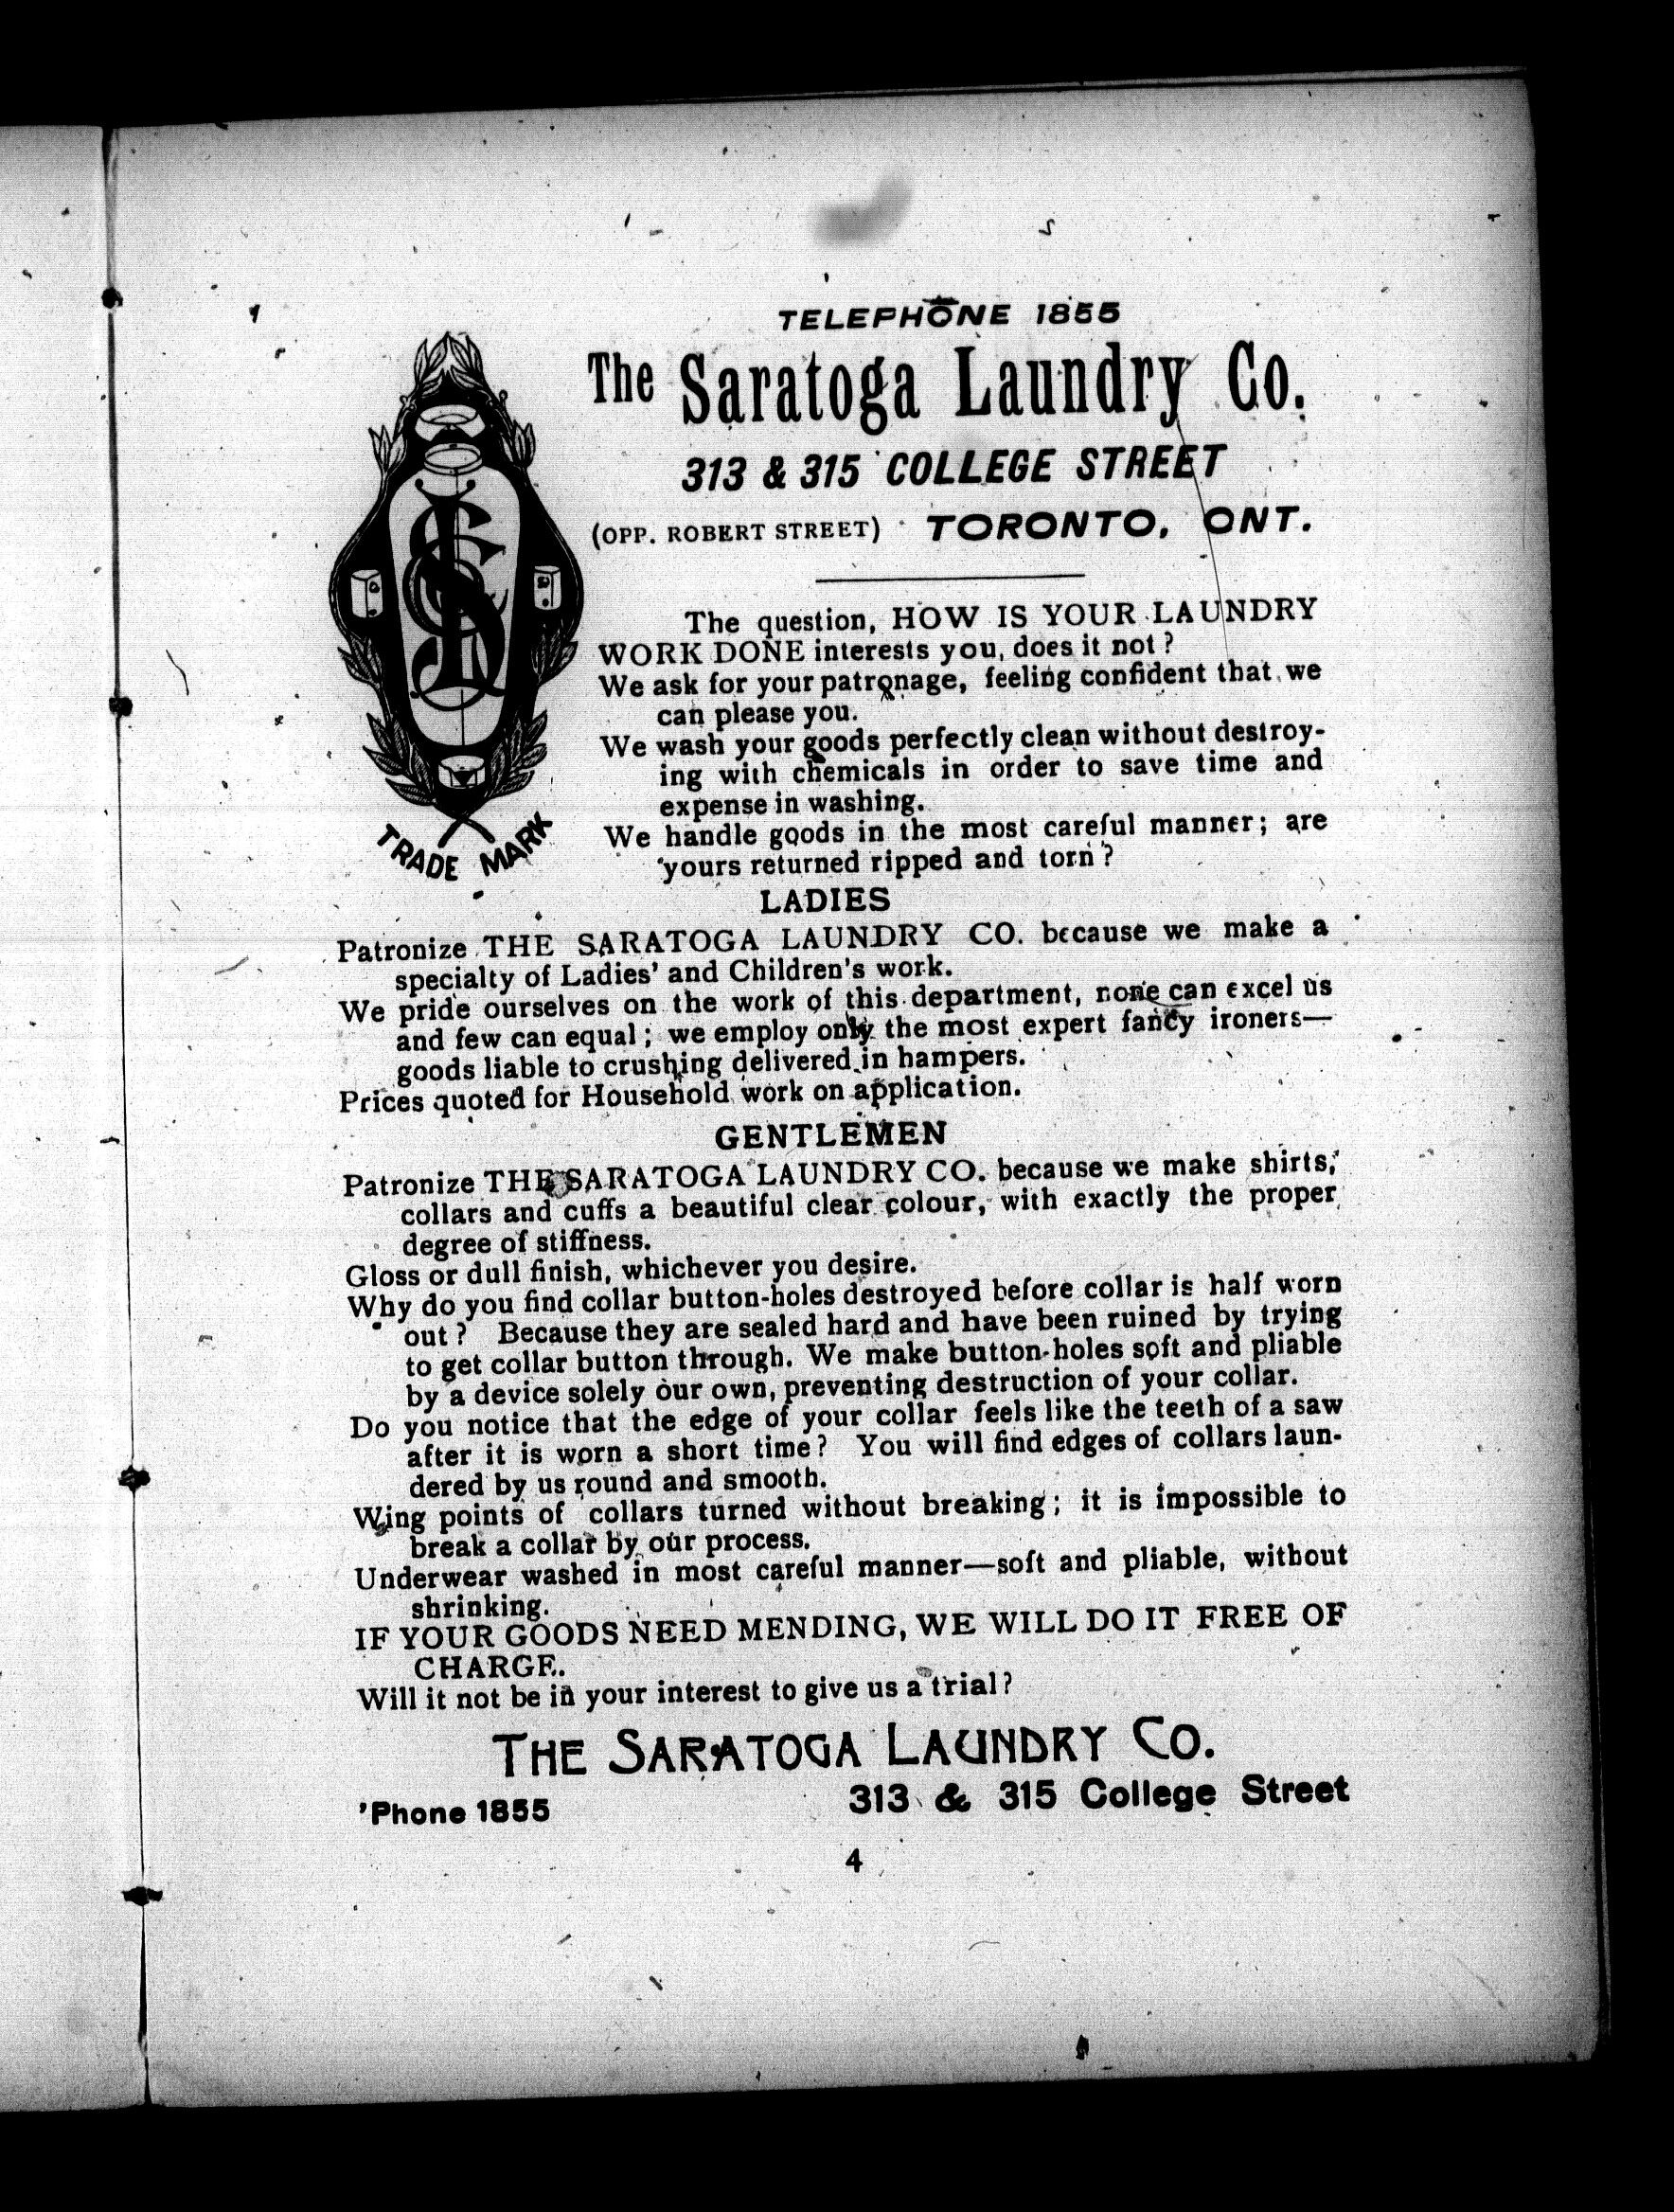 TELEPHONE 1855
The Saratoga Laundry Co.
313 & 315 COLLEGE STREET
(OPP. ROBERT STREET) TORONTO, ONT.
TRADE MARK
The question, HOW IS YOUR LAUNDRY
WORK DONE interests you, does it not?
We ask for your patronage, feeling confident that we
can please you.
We wash your goods perfectly clean without destroy-
ing with chemicals in order to save time and
expense in washing.
We handle goods in the most careful manner; are
yours returned ripped and torn?
LADIES
Patronize THE SARATOGA LAUNDRY CO. because we make a
specialty of Ladies' and Children's work.
We pride ourselves on the work of this department, none can excel us
and few can equal; we employ only the most expert fancy ironers—
goods liable to crushing delivered in hampers.
Prices quoted for Household work on application.
GENTLEMEN
Patronize THE SARATOGA LAUNDRY CO. because we make shirts,
collars and cuffs a beautiful clear colour, with exactly the proper
degree of stiffness.
Gloss or dull finish, whichever you desire.
Why do you find collar button-holes destroyed before collar is half worn
out? Because they are sealed hard and have been ruined by trying
to get collar button through. We make button-holes soft and pliable
by a device solely our own, preventing destruction of your collar.
Do you notice that the edge of your collar feels like the teeth of a saw
after it is worn a short time? You will find edges of collars laun-
dered by us round and smooth.
Wing points of collars turned without breaking; it is impossible to
break a collar by our process.
Underwear washed in most careful manner—soft and pliable, without
shrinking.
IF YOUR GOODS NEED MENDING, WE WILL DO IT FREE OF
CHARGE.
Will it not be in your interest to give us a trial?
THE SARATOGA LAUNDRY CO.
'Phone 1855 313 & 315 College Street
4